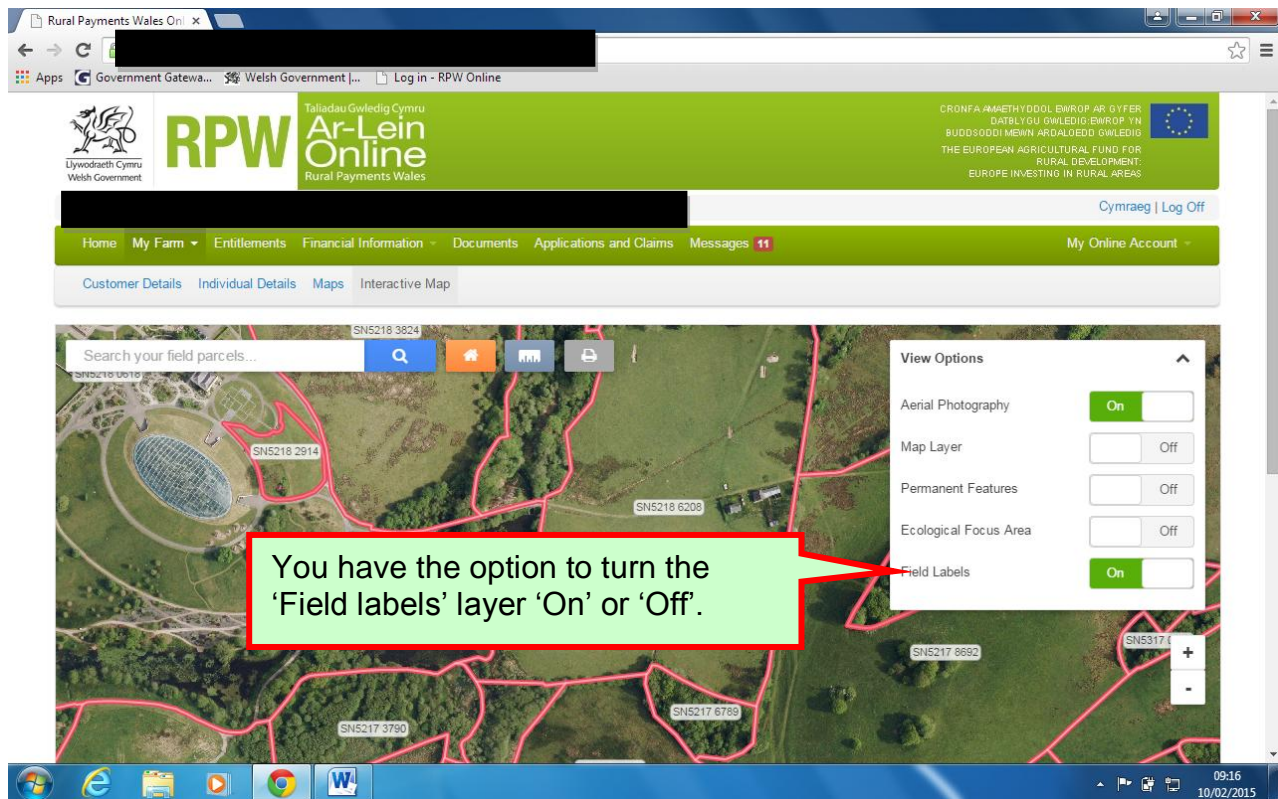 Rural Payments Wales Onl
Apps Government Gatewa... Welsh Government |... Log in - RPW Online
Llywodraeth Cymru
Welsh Government
RPW
Taliadau Gwledig Cymru
Ar-Lein
Online
Rural Payments Wales
CRONFA AMAETHYDDOL EWROP AR GYFER
DATBLYGU GWLEDIG:EWROP YN
BUDDSODDI MEWN ARDALOEDD GWLEDIG
THE EUROPEAN AGRICULTURAL FUND FOR
RURAL DEVELOPMENT:
EUROPE INVESTING IN RURAL AREAS
Cymraeg | Log Off
Home My Farm Entitlements Financial Information Documents Applications and Claims Messages 11 My Online Account
Customer Details Individual Details Maps Interactive Map
SN5218 3824
Search your field parcels...
SN5218 0618
View Options
Aerial Photography On
Map Layer Off
Permanent Features Off
Ecological Focus Area Off
Field Labels On
SN5218 2914
SN5218 6208
You have the option to turn the
‘Field labels’ layer ‘On’ or ‘Off’.
SN5217 8692
SN5317
+
-
SN5217 6789
SN5217 3790
09:16
10/02/2015